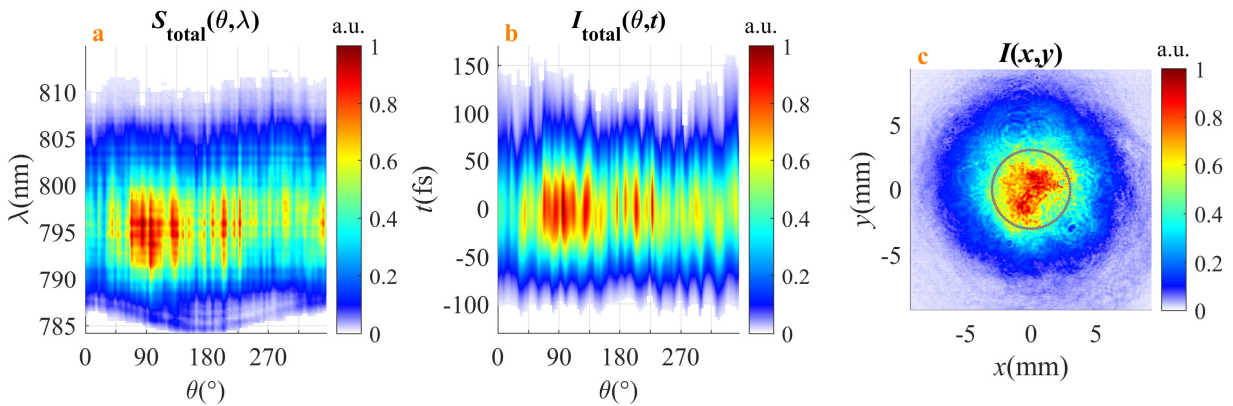 a
S_total(θ,λ)
a.u.
1
0.8
0.6
0.4
0.2
0
810
805
800
795
790
785
λ(nm)
0 90 180 270
θ(°)
b
I_total(θ,t)
a.u.
1
0.8
0.6
0.4
0.2
0
150
100
50
0
-50
-100
t(fs)
0 90 180 270
θ(°)
c
I(x,y)
a.u.
1
0.8
0.6
0.4
0.2
0
5
0
-5
y(mm)
-5 0 5
x(mm)